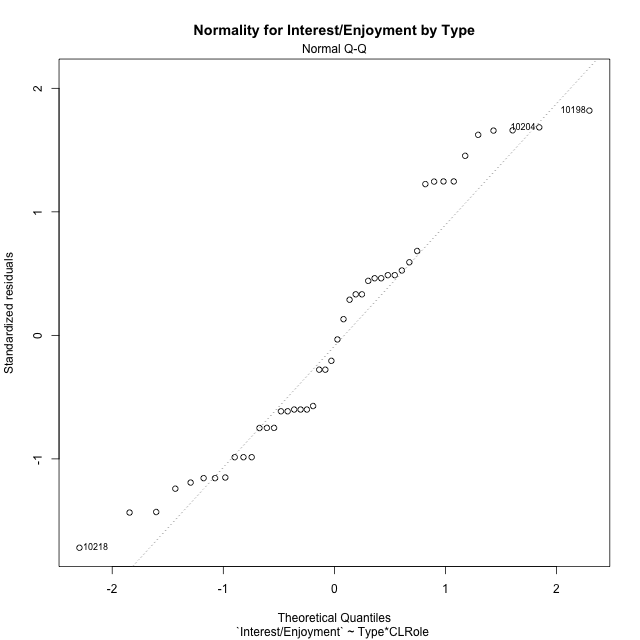 Normality for Interest/Enjoyment by Type
Normal Q-Q
2
1
0
-1
Standardized residuals
10198
10204
10218
-2 -1 0 1 2
Theoretical Quantiles
`Interest/Enjoyment` ~ Type*CLRole